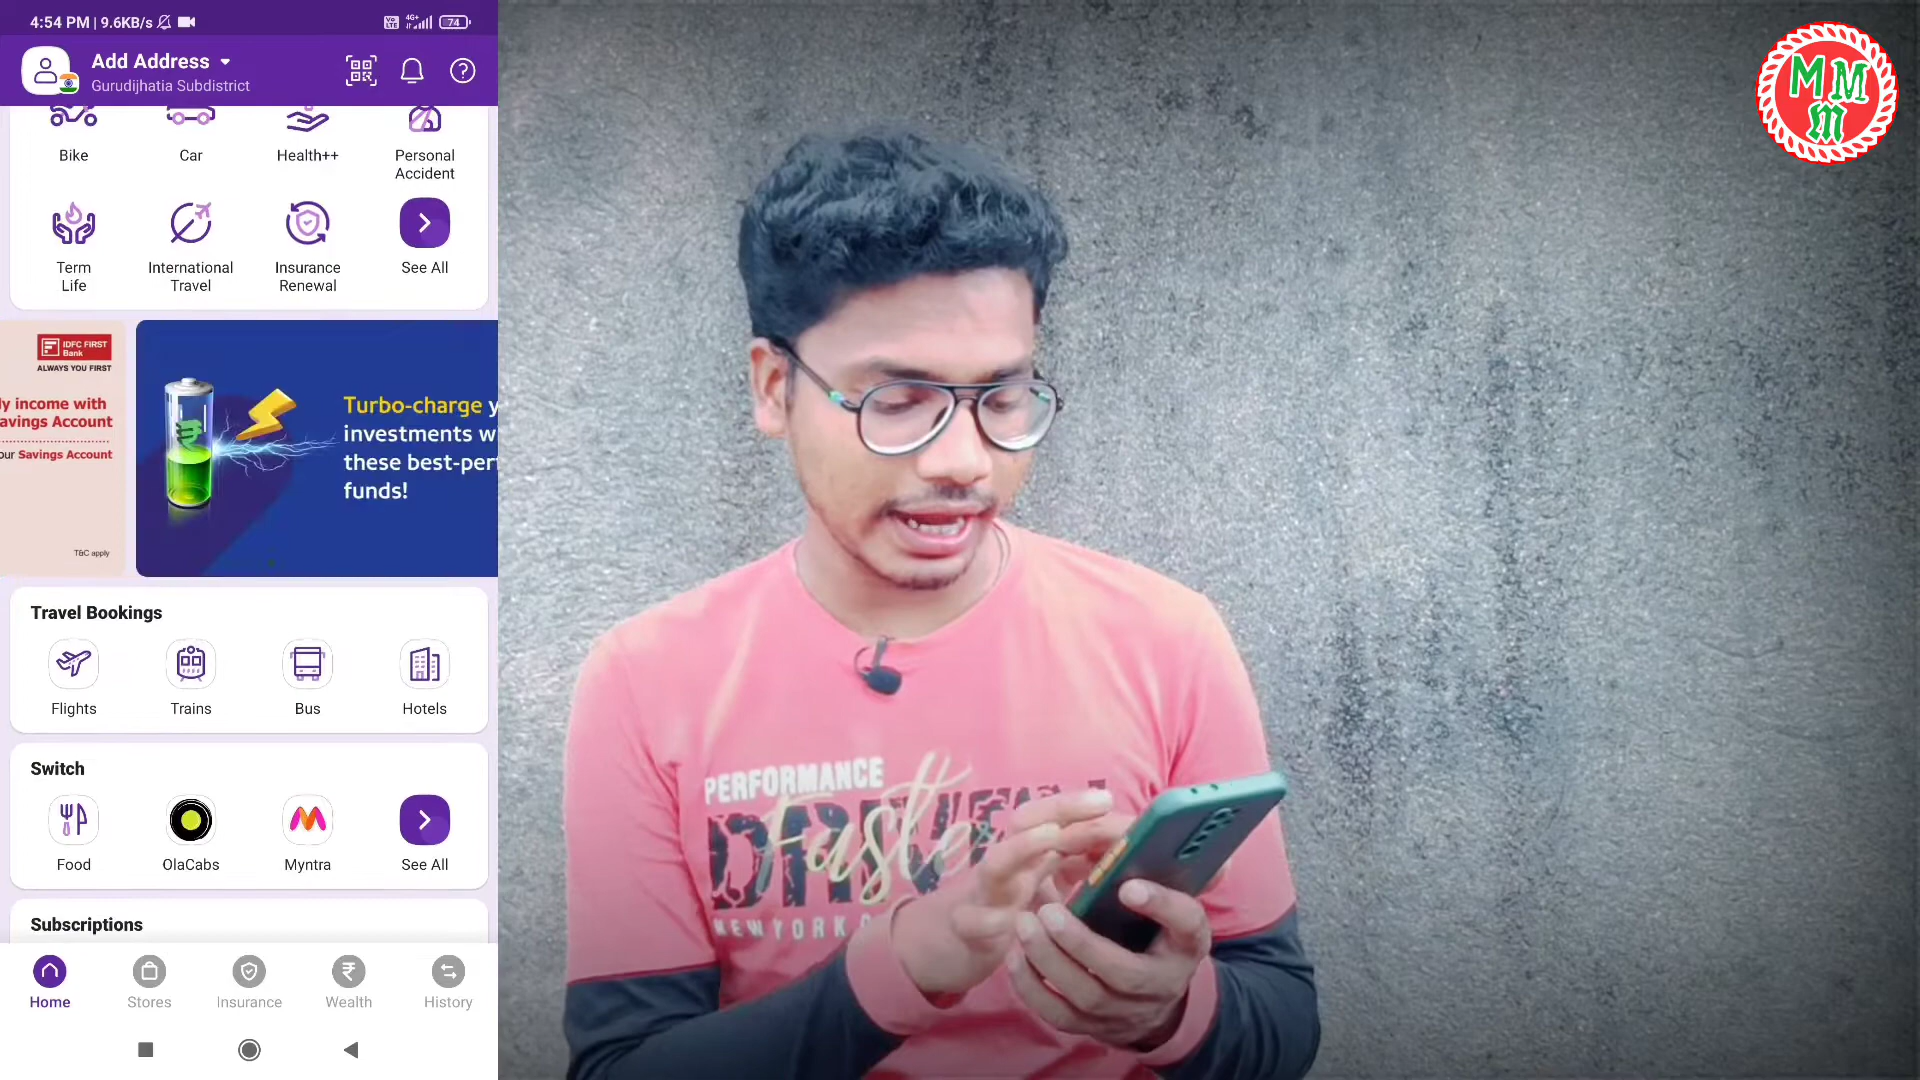 4:54 PM | 9.6KB/s
74
Add Address
Gurudijhatia Subdistrict
Bike
Car
Health++
Personal
Accident
Term
Life
International
Travel
Insurance
Renewal
See All
IDFC FIRST
Bank
ALWAYS YOU FIRST
ly income with
avings Account
our Savings Account
T&C apply
Turbo-charge y
investments w
these best-per
funds!
Travel Bookings
Flights
Trains
Bus
Hotels
Switch
Food
OlaCabs
Myntra
See All
Subscriptions
Home
Stores
Insurance
Wealth
History
M M
M
PERFORMANCE
Faste
NEW YORK